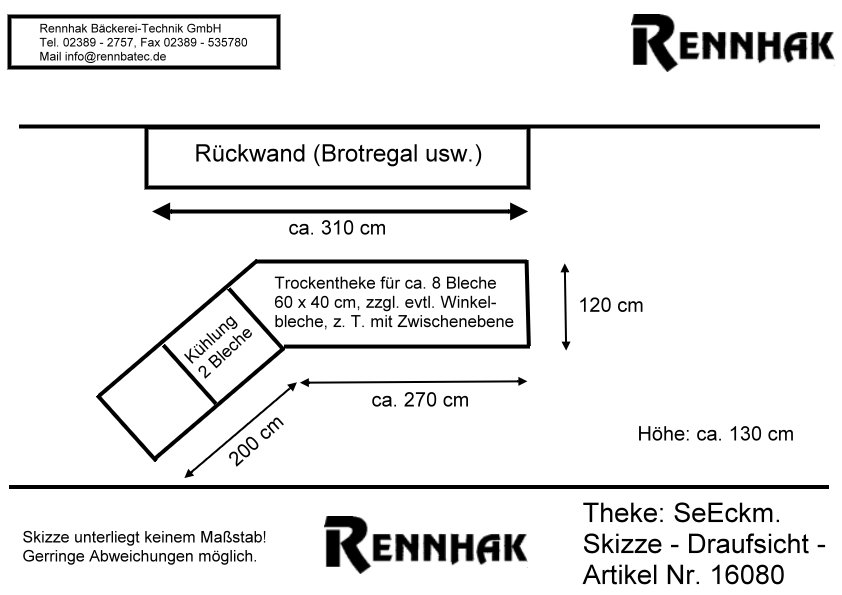 Rennhak Bäckerei-Technik GmbH
Tel. 02389 - 2757, Fax 02389 - 535780
Mail info@rennbatec.de
RENNHAK
Rückwand (Brotregal usw.)
ca. 310 cm
Trockentheke für ca. 8 Bleche
60 x 40 cm, zzgl. evtl. Winkel-
bleche, z. T. mit Zwischenebene
120 cm
Kühlung
2 Bleche
ca. 270 cm
200 cm
Höhe: ca. 130 cm
Skizze unterliegt keinem Maßstab!
Gerringe Abweichungen möglich.
RENNHAK
Theke: SeEckm.
Skizze - Draufsicht -
Artikel Nr. 16080